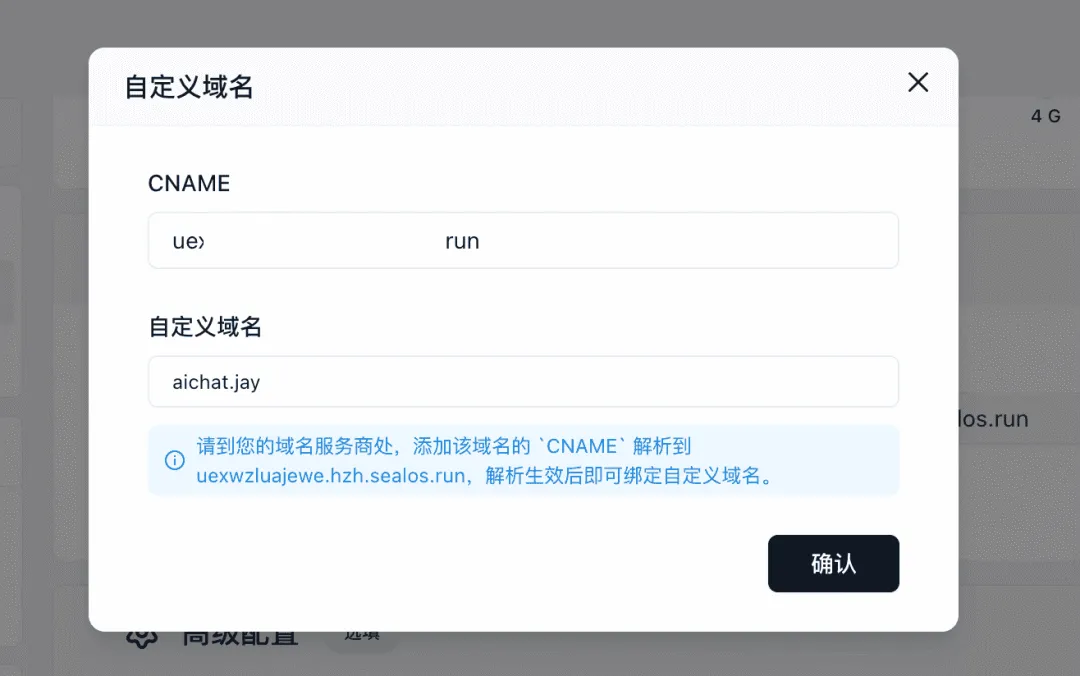 自定义域名
4 G
CNAME
uex run
自定义域名
aichat.jay
los.run
请到您的域名服务商处，添加该域名的 `CNAME` 解析到
uexwzluajewe.hzh.sealos.run，解析生效后即可绑定自定义域名。
确认
高级配置 选填